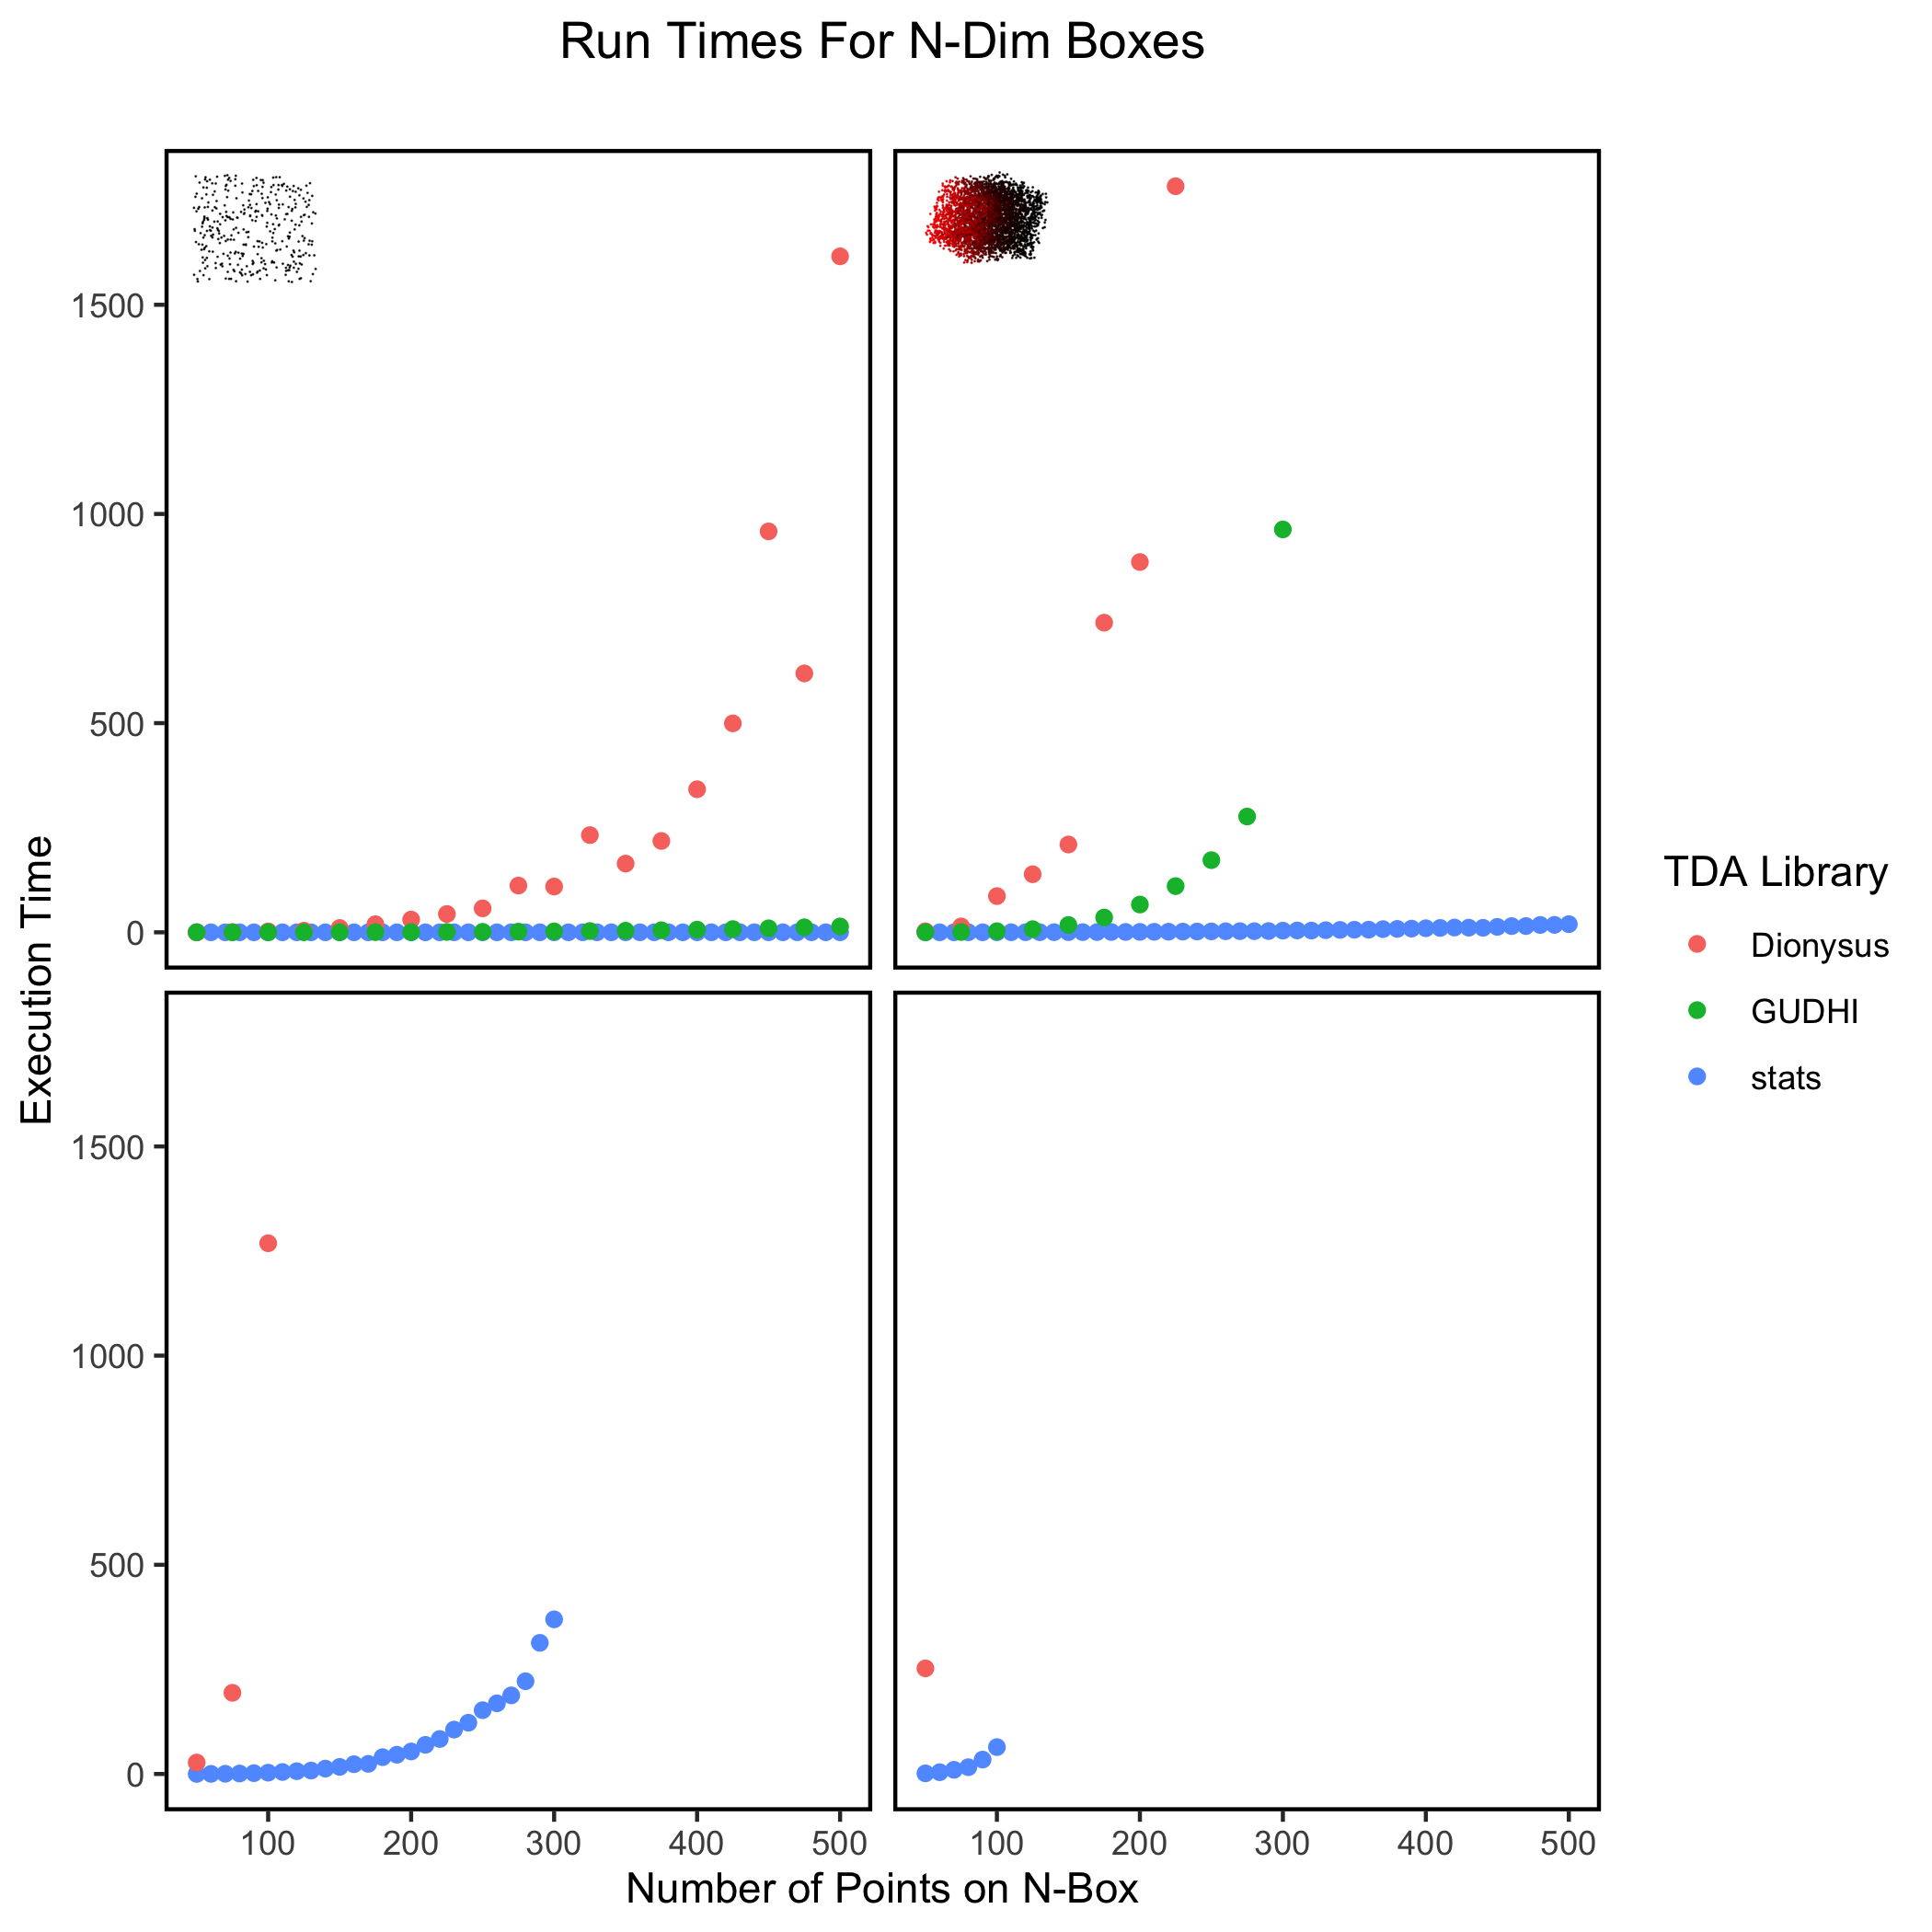 Run Times For N-Dim Boxes
1500
1000
500
0
1500
1000
500
0
Execution Time
100 200 300 400 500
100 200 300 400 500
Number of Points on N-Box
TDA Library
Dionysus
GUDHI
stats